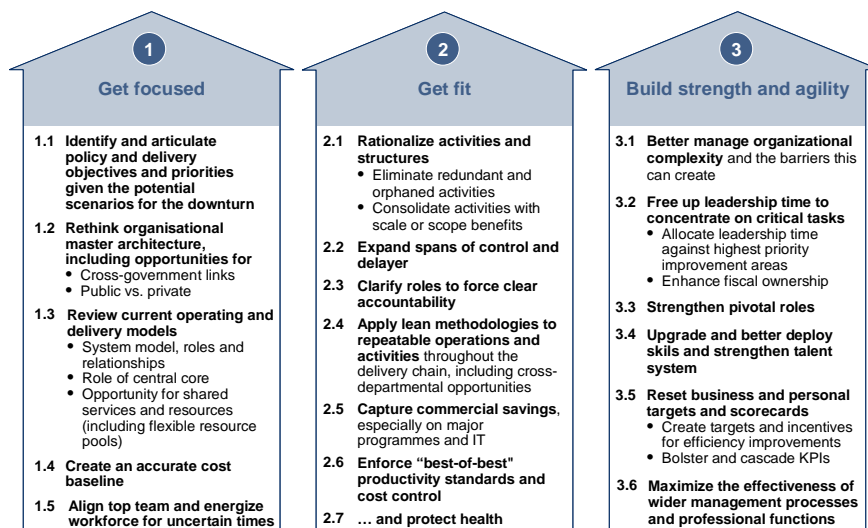 1
Get focused
1.1 Identify and articulate
policy and delivery
objectives and priorities
given the potential
scenarios for the downturn
1.2 Rethink organisational
master architecture,
including opportunities for
• Cross-government links
• Public vs. private
1.3 Review current operating and
delivery models
• System model, roles and
relationships
• Role of central core
• Opportunity for shared
services and resources
(including flexible resource
pools)
1.4 Create an accurate cost
baseline
1.5 Align top team and energize
workforce for uncertain times
2
Get fit
2.1 Rationalize activities and
structures
• Eliminate redundant and
orphaned activities
• Consolidate activities with
scale or scope benefits
2.2 Expand spans of control and
delayer
2.3 Clarify roles to force clear
accountability
2.4 Apply lean methodologies to
repeatable operations and
activities throughout the
delivery chain, including cross-
departmental opportunities
2.5 Capture commercial savings,
especially on major
programmes and IT
2.6 Enforce “best-of-best"
productivity standards and
cost control
2.7 … and protect health
3
Build strength and agility
3.1 Better manage organizational
complexity and the barriers this
can create
3.2 Free up leadership time to
concentrate on critical tasks
• Allocate leadership time
against highest priority
improvement areas
• Enhance fiscal ownership
3.3 Strengthen pivotal roles
3.4 Upgrade and better deploy
skils and strengthen talent
system
3.5 Reset business and personal
targets and scorecards
• Create targets and incentives
for efficiency improvements
• Bolster and cascade KPIs
3.6 Maximize the effectiveness of
wider management processes
and professional functions